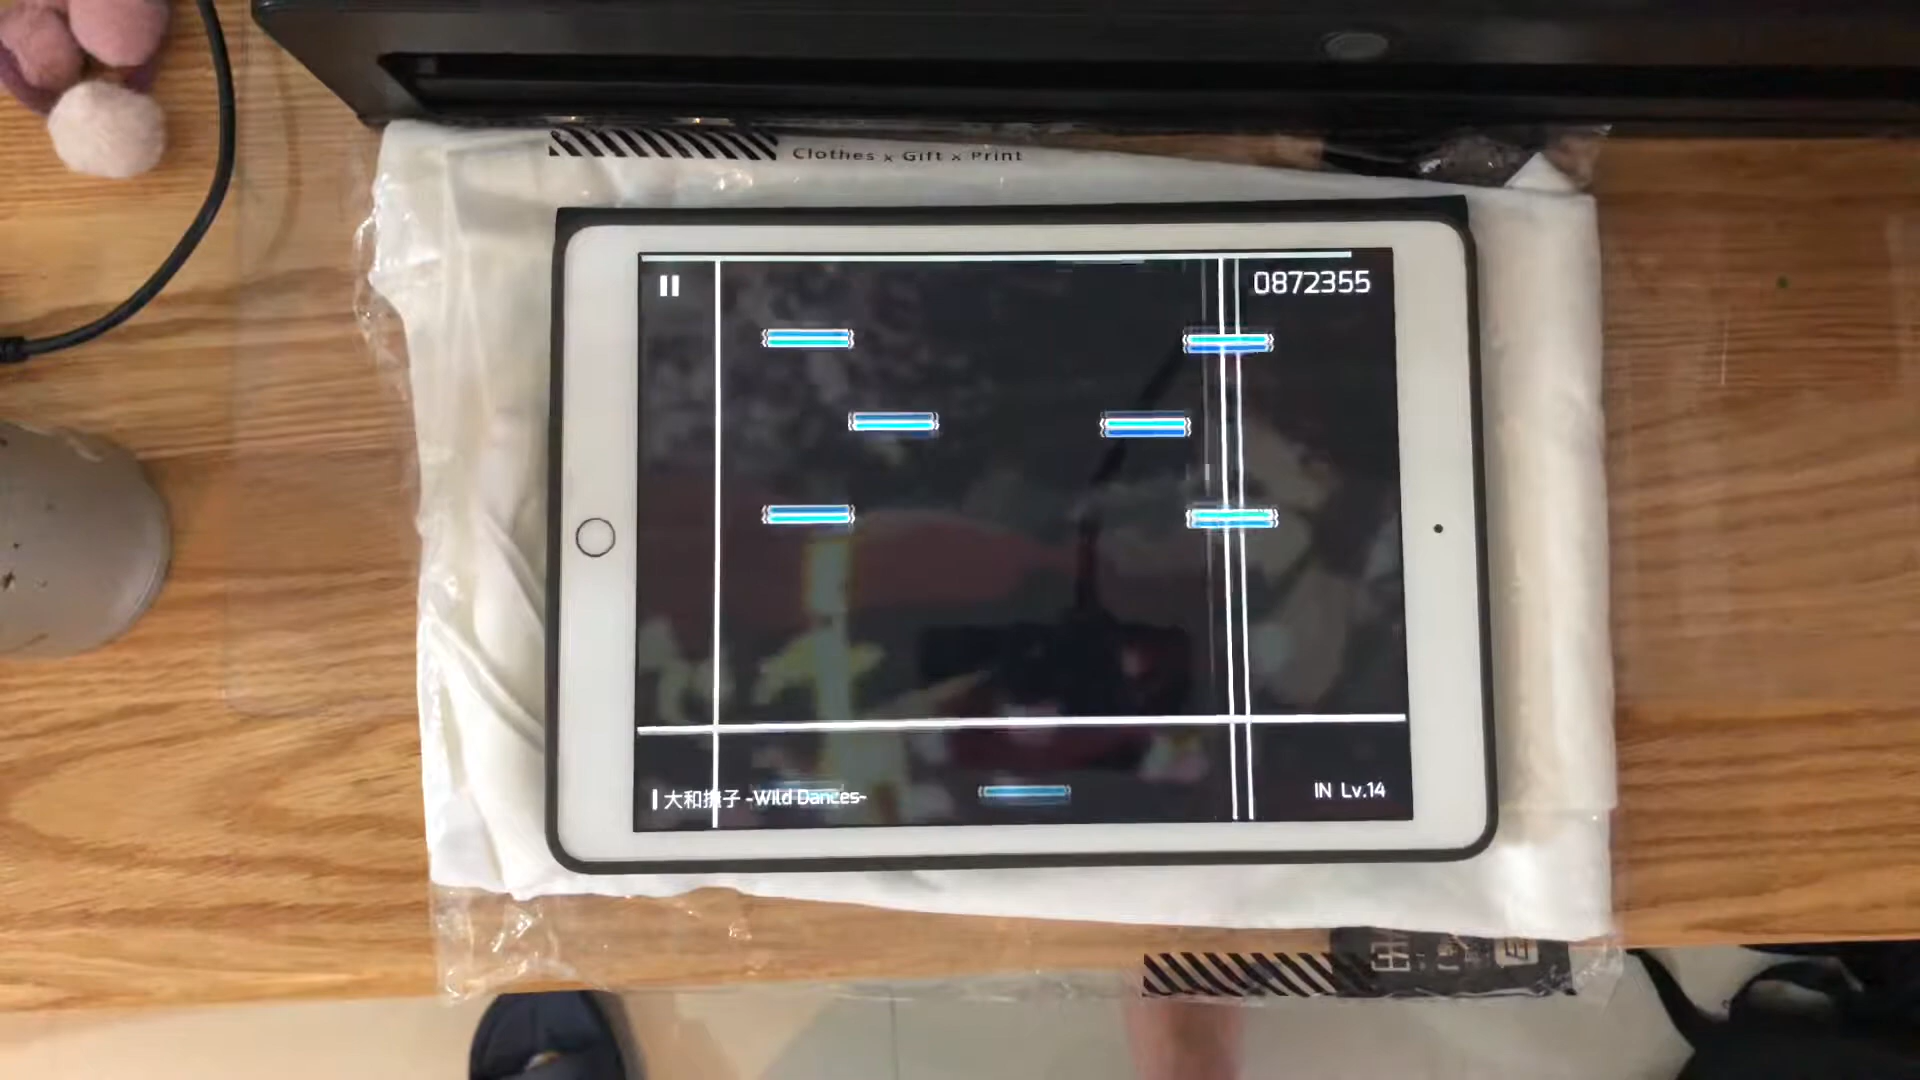 Clothes x Gift x Print
0872355
大和撫子 -Wild Dances-
IN Lv.14